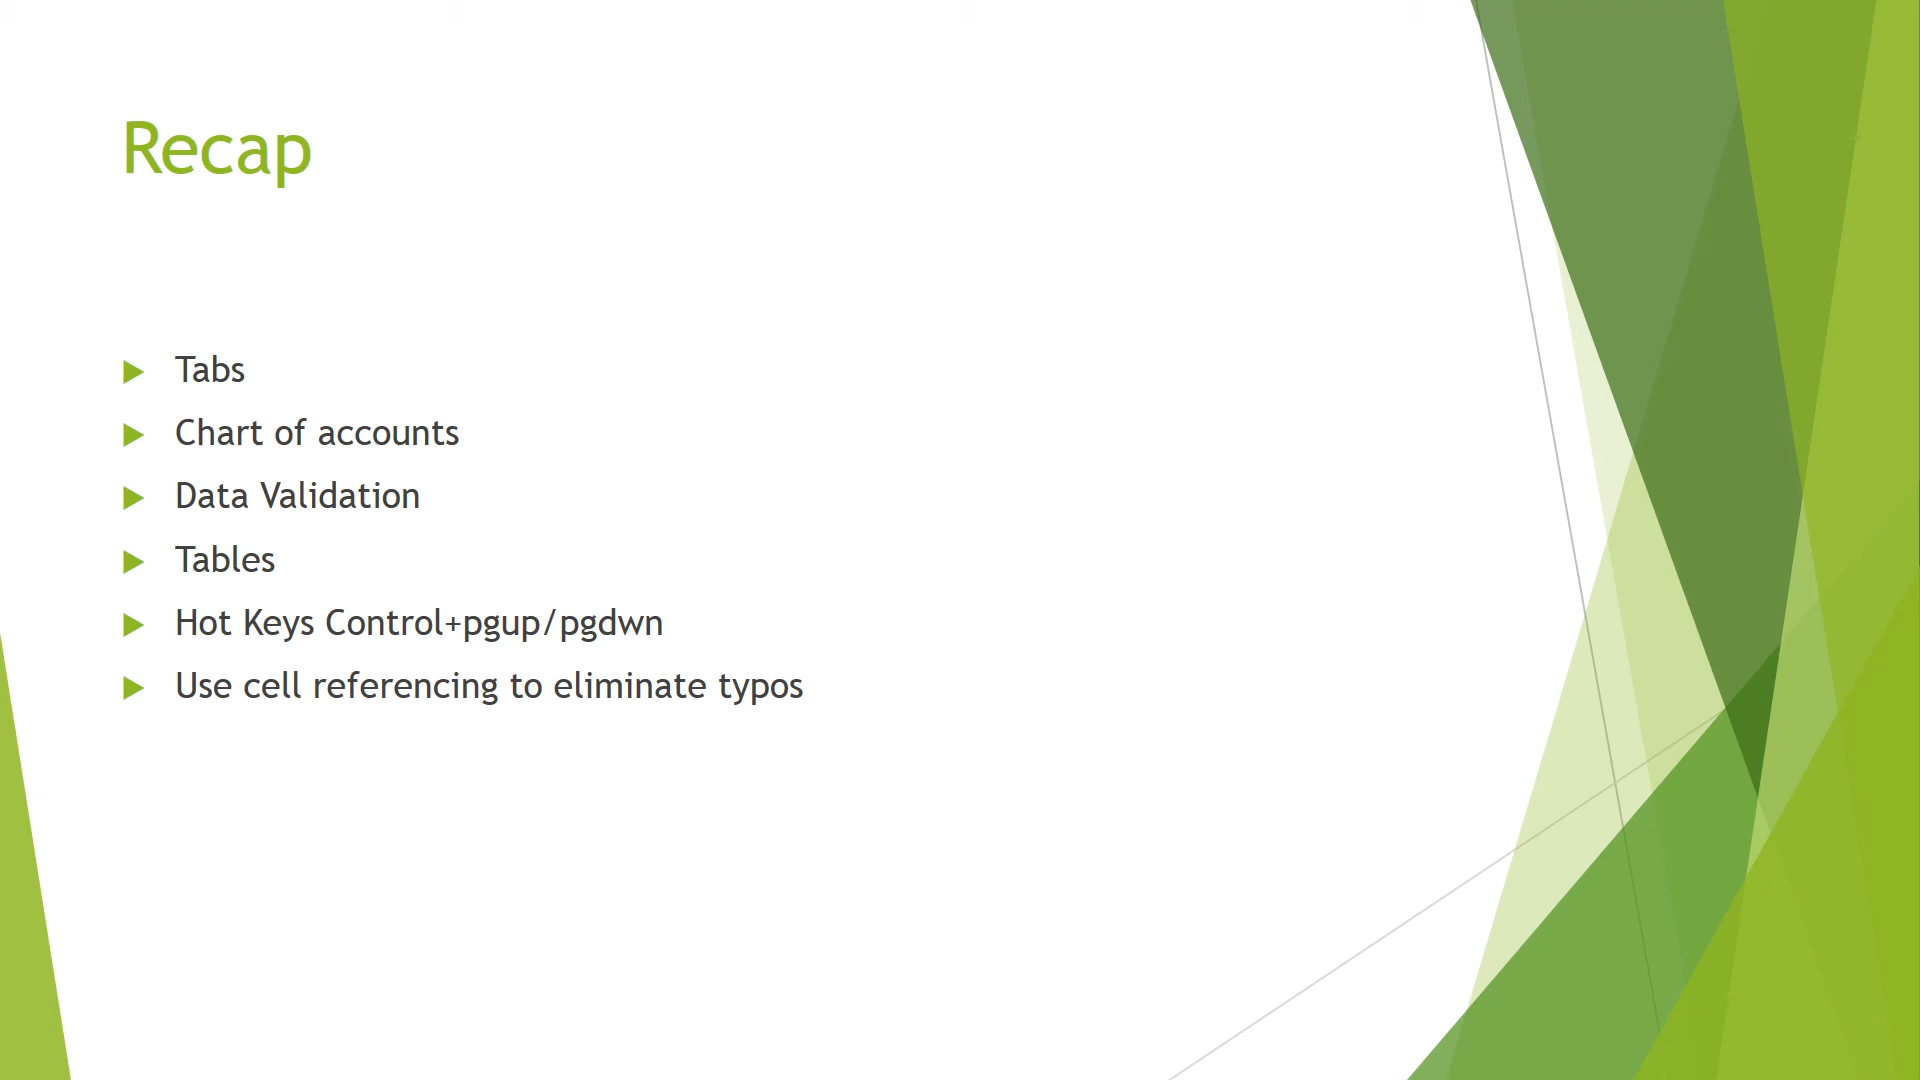 Recap
Tabs
Chart of accounts
Data Validation
Tables
Hot Keys Control+pgup/pgdwn
Use cell referencing to eliminate typos